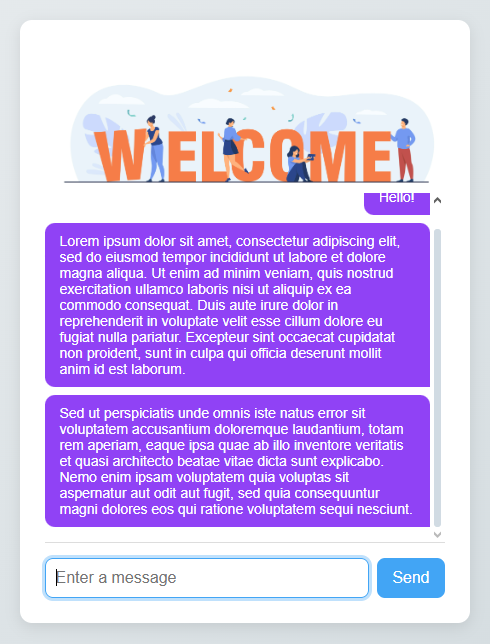 WELCOME
Hello!
Lorem ipsum dolor sit amet, consectetur adipiscing elit,
sed do eiusmod tempor incididunt ut labore et dolore
magna aliqua. Ut enim ad minim veniam, quis nostrud
exercitation ullamco laboris nisi ut aliquip ex ea
commodo consequat. Duis aute irure dolor in
reprehenderit in voluptate velit esse cillum dolore eu
fugiat nulla pariatur. Excepteur sint occaecat cupidatat
non proident, sunt in culpa qui officia deserunt mollit
anim id est laborum.
Sed ut perspiciatis unde omnis iste natus error sit
voluptatem accusantium doloremque laudantium, totam
rem aperiam, eaque ipsa quae ab illo inventore veritatis
et quasi architecto beatae vitae dicta sunt explicabo.
Nemo enim ipsam voluptatem quia voluptas sit
aspernatur aut odit aut fugit, sed quia consequuntur
magni dolores eos qui ratione voluptatem sequi nesciunt.
Enter a message
Send